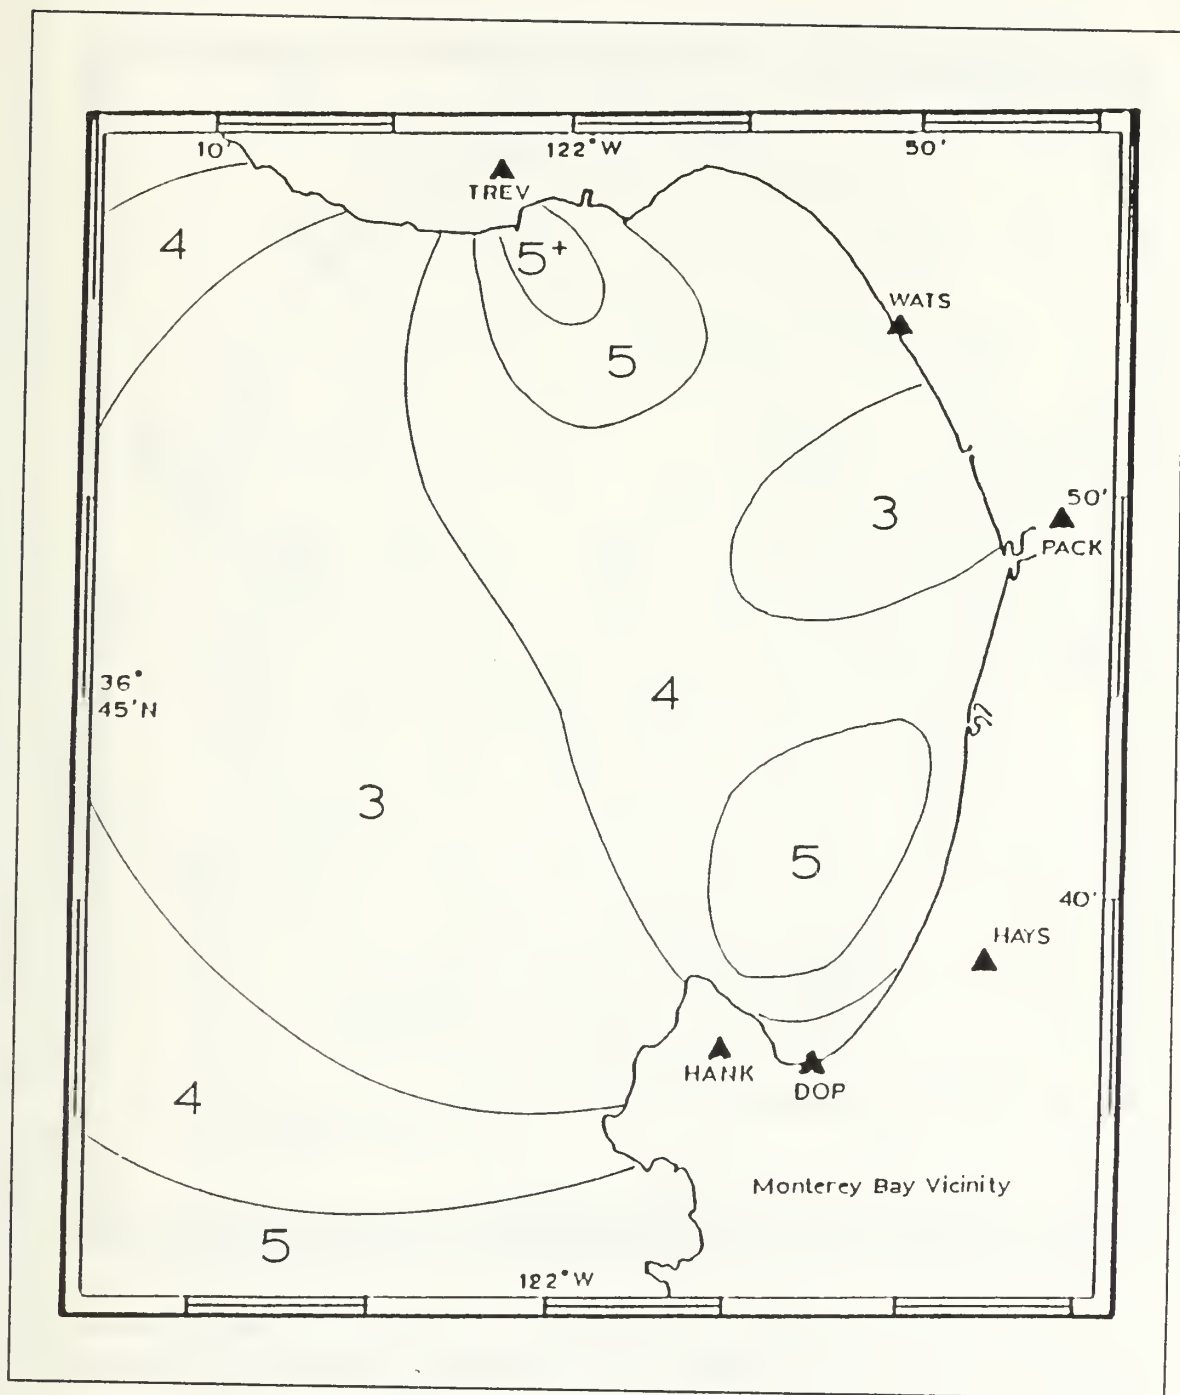 10'
122°W
50'
TREV
4
5+
WATS
5
50'
3
PACK
36°
45'N
4
3
5
40'
HAYS
HANK
DOP
4
Monterey Bay Vicinity
5
122°W